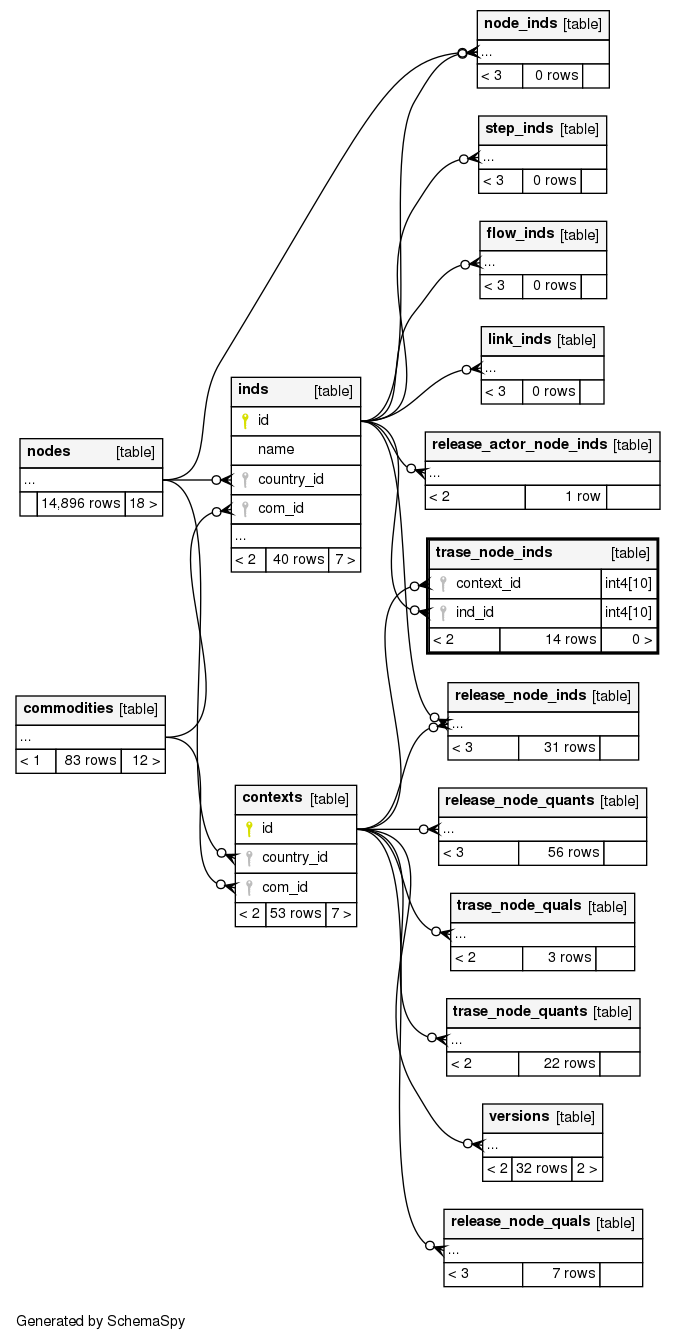 node_inds [table]
...
< 3 0 rows
step_inds [table]
...
< 3 0 rows
flow_inds [table]
...
< 3 0 rows
link_inds [table]
...
< 3 0 rows
inds [table]
id
name
country_id
com_id
...
< 2 40 rows 7 >
nodes [table]
...
14,896 rows 18 >
release_actor_node_inds [table]
...
< 2 1 row
trase_node_inds [table]
context_id int4[10]
ind_id int4[10]
< 2 14 rows 0 >
release_node_inds [table]
...
< 3 31 rows
commodities [table]
...
< 1 83 rows 12 >
contexts [table]
id
country_id
com_id
< 2 53 rows 7 >
release_node_quants [table]
...
< 3 56 rows
trase_node_quals [table]
...
< 2 3 rows
trase_node_quants [table]
...
< 2 22 rows
versions [table]
...
< 2 32 rows 2 >
release_node_quals [table]
...
< 3 7 rows
Generated by SchemaSpy